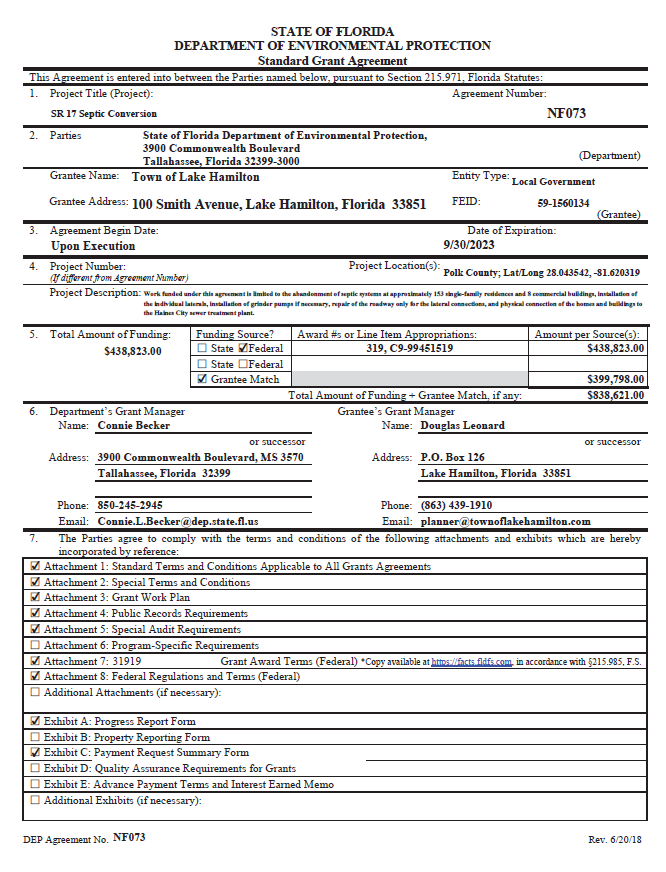 STATE OF FLORIDA
DEPARTMENT OF ENVIRONMENTAL PROTECTION
Standard Grant Agreement
This Agreement is entered into between the Parties named below, pursuant to Section 215.971, Florida Statutes:
1. Project Title (Project): Agreement Number:
SR 17 Septic Conversion NF073
2. Parties State of Florida Department of Environmental Protection,
3900 Commonwealth Boulevard
Tallahassee, Florida 32399-3000 (Department)
Grantee Name: Town of Lake Hamilton Entity Type: Local Government
Grantee Address: 100 Smith Avenue, Lake Hamilton, Florida 33851 FEID: 59-1560134
(Grantee)
3. Agreement Begin Date: Date of Expiration:
Upon Execution 9/30/2023
4. Project Number: Project Location(s): Polk County; Lat/Long 28.043542, -81.620319
(If different from Agreement Number)
Project Description: Work funded under this agreement is limited to the abandonment of septic systems at approximately 153 single-family residences and 8 commercial buildings, installation of
the individual laterals, installation of grinder pumps if necessary, repair of the roadway only for the lateral connections, and physical connection of the homes and buildings to
the Haines City sewer treatment plant.
5. Total Amount of Funding: Funding Source? Award #s or Line Item Appropriations: Amount per Source(s):
$438,823.00 ☐ State ☑Federal 319, C9-99451519 $438,823.00
☐ State ☐Federal
☑ Grantee Match $399,798.00
Total Amount of Funding + Grantee Match, if any: $838,621.00
6. Department's Grant Manager Grantee's Grant Manager
Name: Connie Becker Name: Douglas Leonard
or successor or successor
Address: 3900 Commonwealth Boulevard, MS 3570 Address: P.O. Box 126
Tallahassee, Florida 32399 Lake Hamilton, Florida 33851
Phone: 850-245-2945 Phone: (863) 439-1910
Email: Connie.L.Becker@dep.state.fl.us Email: planner@townoflakehamilton.com
7. The Parties agree to comply with the terms and conditions of the following attachments and exhibits which are hereby
incorporated by reference:
☑ Attachment 1: Standard Terms and Conditions Applicable to All Grants Agreements
☑ Attachment 2: Special Terms and Conditions
☑ Attachment 3: Grant Work Plan
☑ Attachment 4: Public Records Requirements
☑ Attachment 5: Special Audit Requirements
☐ Attachment 6: Program-Specific Requirements
☑ Attachment 7: 31919 Grant Award Terms (Federal) *Copy available at https://facts.fldfs.com, in accordance with §215.985, F.S.
☑ Attachment 8: Federal Regulations and Terms (Federal)
☐ Additional Attachments (if necessary):
☑ Exhibit A: Progress Report Form
☐ Exhibit B: Property Reporting Form
☑ Exhibit C: Payment Request Summary Form
☐ Exhibit D: Quality Assurance Requirements for Grants
☐ Exhibit E: Advance Payment Terms and Interest Earned Memo
☐ Additional Exhibits (if necessary):
DEP Agreement No. NF073 Rev. 6/20/18